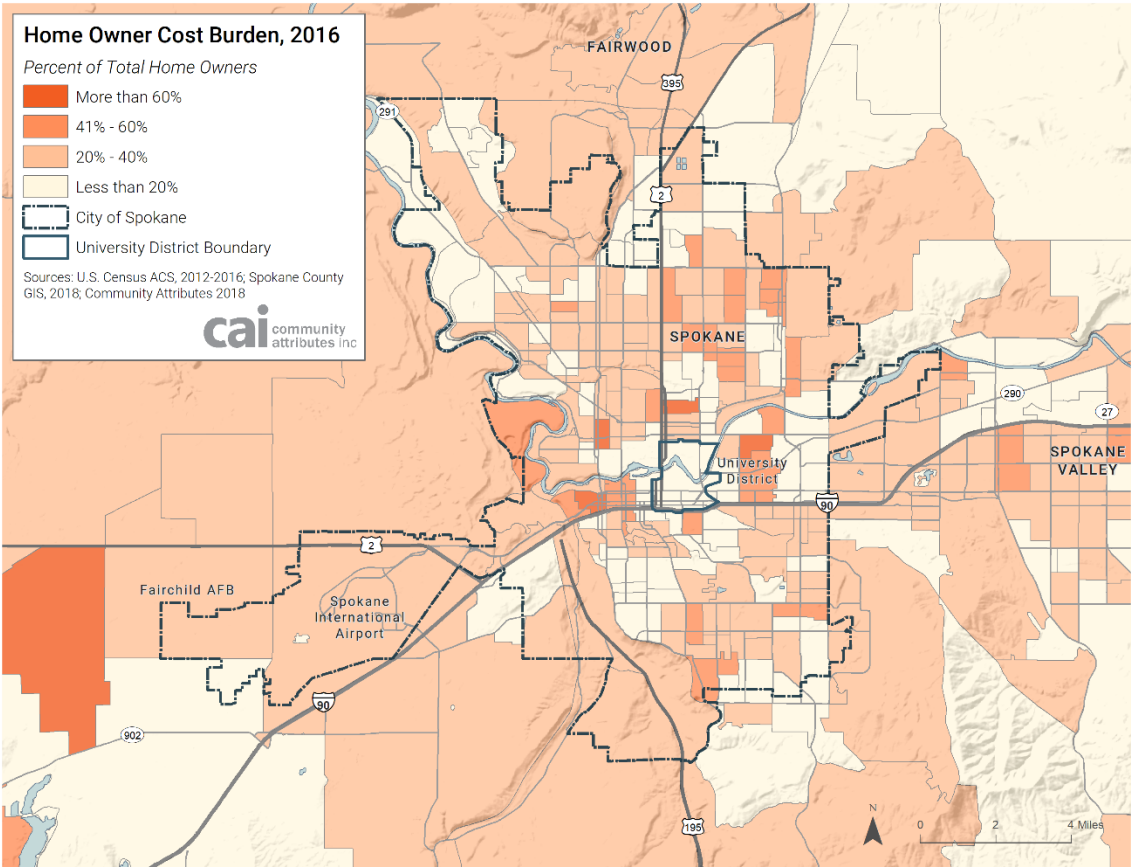 Home Owner Cost Burden, 2016
Percent of Total Home Owners
More than 60%
41% - 60%
20% - 40%
Less than 20%
City of Spokane
University District Boundary
Sources: U.S. Census ACS, 2012-2016; Spokane County
GIS, 2018; Community Attributes 2018
cai community
attributes inc
FAIRWOOD
395
291
2
SPOKANE
290
27
SPOKANE
VALLEY
University
District
90
2
Fairchild AFB
Spokane
International
Airport
90
902
195
N
0 2 4 Miles